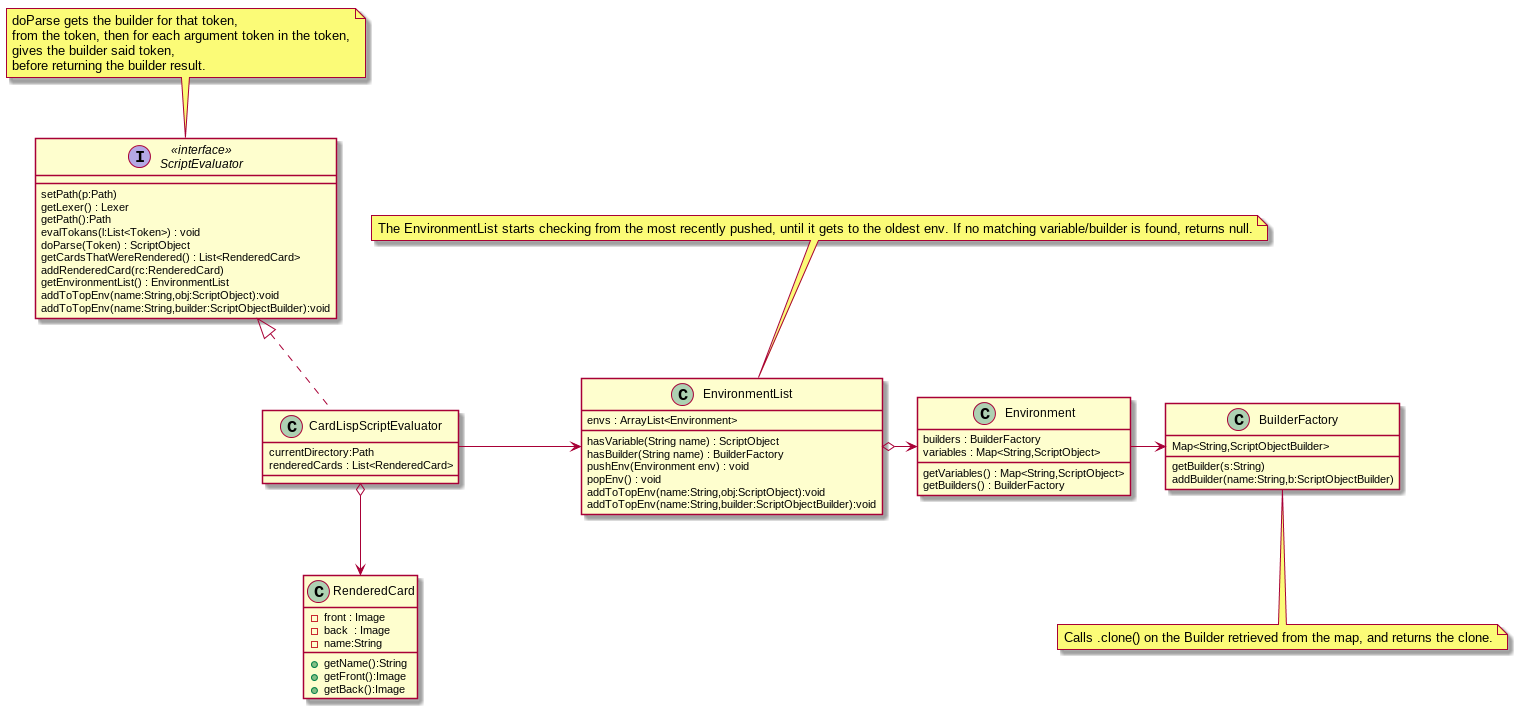 doParse gets the builder for that token,
from the token, then for each argument token in the token,
gives the builder said token,
before returning the builder result.
I
«interface»
ScriptEvaluator
setPath(p:Path)
getLexer() : Lexer
getPath():Path
evalTokans(l:List<Token>) : void
doParse(Token) : ScriptObject
getCardsThatWereRendered() : List<RenderedCard>
addRenderedCard(rc:RenderedCard)
getEnvironmentList() : EnvironmentList
addToTopEnv(name:String,obj:ScriptObject):void
addToTopEnv(name:String,builder:ScriptObjectBuilder):void
The EnvironmentList starts checking from the most recently pushed, until it gets to the oldest env. If no matching variable/builder is found, returns null.
C CardLispScriptEvaluator
currentDirectory:Path
renderedCards : List<RenderedCard>
C EnvironmentList
envs : ArrayList<Environment>
hasVariable(String name) : ScriptObject
hasBuilder(String name) : BuilderFactory
pushEnv(Environment env) : void
popEnv() : void
addToTopEnv(name:String,obj:ScriptObject):void
addToTopEnv(name:String,builder:ScriptObjectBuilder):void
C Environment
builders : BuilderFactory
variables : Map<String,ScriptObject>
getVariables() : Map<String,ScriptObject>
getBuilders() : BuilderFactory
C BuilderFactory
Map<String,ScriptObjectBuilder>
getBuilder(s:String)
addBuilder(name:String,b:ScriptObjectBuilder)
C RenderedCard
front : Image
back : Image
name:String
getName():String
getFront():Image
getBack():Image
Calls .clone() on the Builder retrieved from the map, and returns the clone.